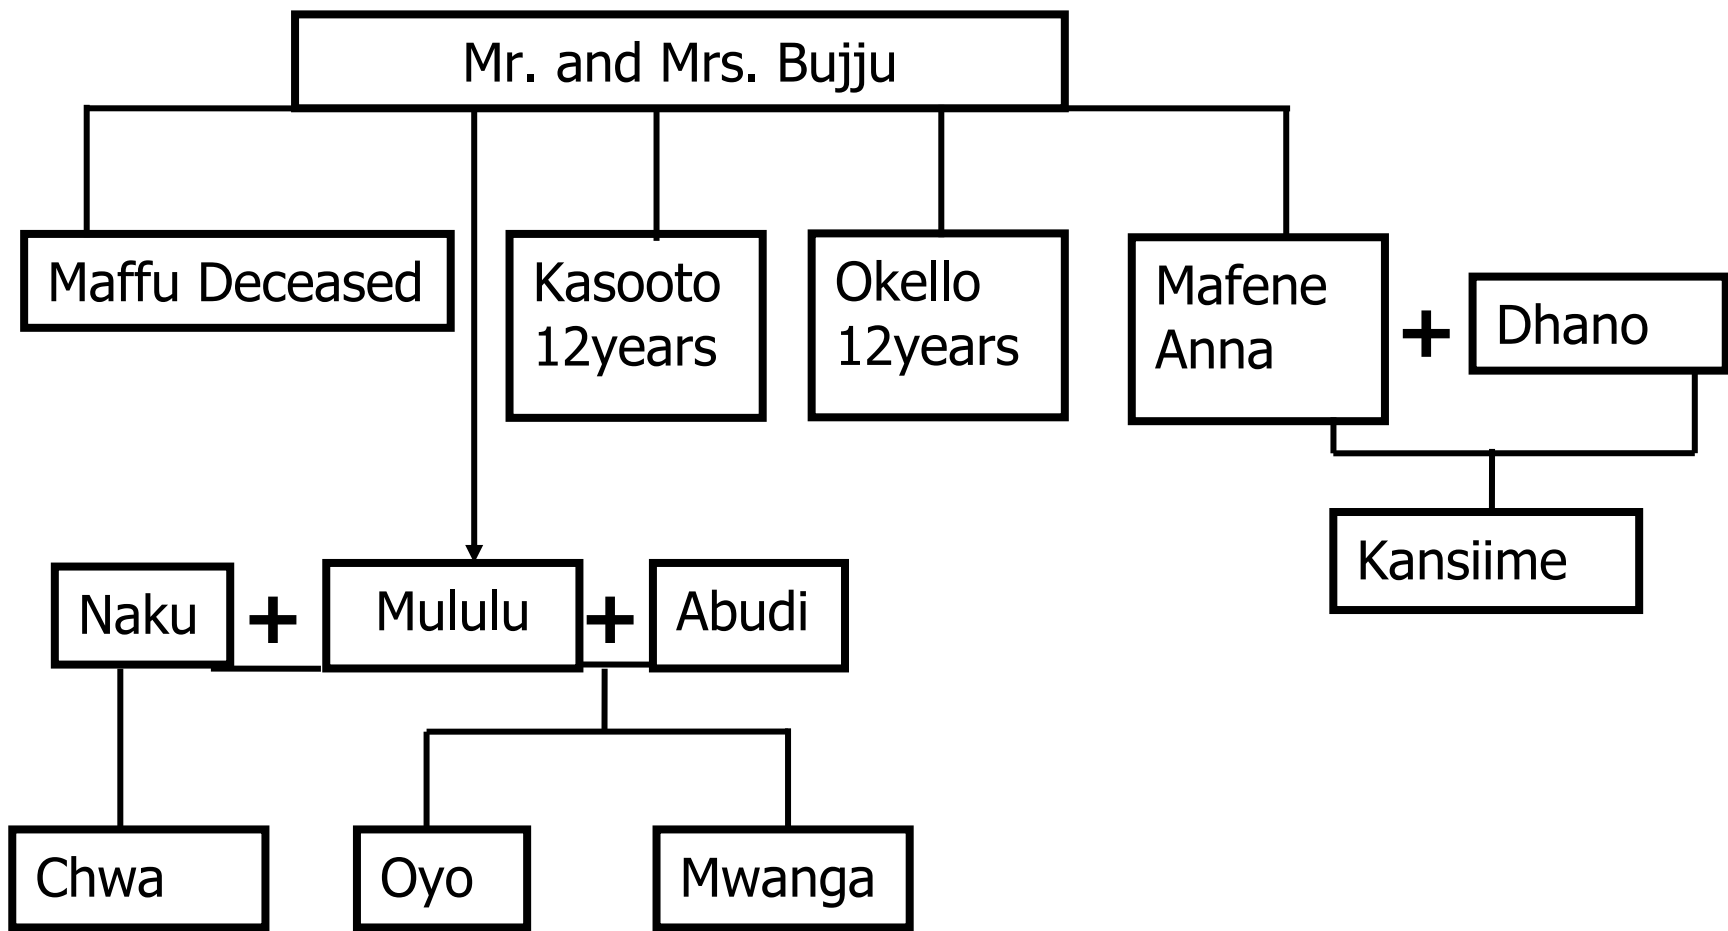 Mr. and Mrs. Bujju
Maffu Deceased
Kasooto
12years
Okello
12years
Mafene
Anna
+
Dhano
Kansiime
Naku
+
Mululu
+
Abudi
Chwa
Oyo
Mwanga